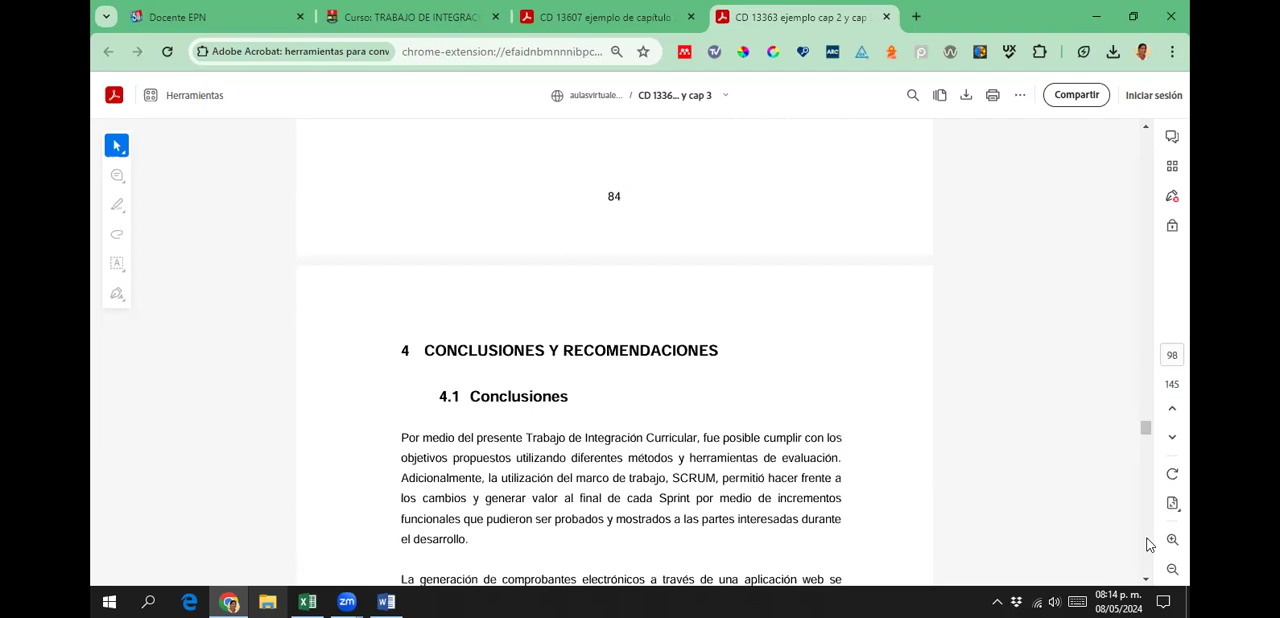 Docente EPN
Curso: TRABAJO DE INTEGRAC
CD 13607 ejemplo de capítulo
CD 13363 ejemplo cap 2 y cap
Adobe Acrobat: herramientas para conv
chrome-extension://efaidnbmnnnibpc...
Herramientas
aulasvirtuale... / CD 1336... y cap 3
Compartir
Iniciar sesión
84
4 CONCLUSIONES Y RECOMENDACIONES
4.1 Conclusiones
Por medio del presente Trabajo de Integración Curricular, fue posible cumplir con los
objetivos propuestos utilizando diferentes métodos y herramientas de evaluación.
Adicionalmente, la utilización del marco de trabajo, SCRUM, permitió hacer frente a
los cambios y generar valor al final de cada Sprint por medio de incrementos
funcionales que pudieron ser probados y mostrados a las partes interesadas durante
el desarrollo.
La generación de comprobantes electrónicos a través de una aplicación web se
98
145
08:14 p. m.
08/05/2024